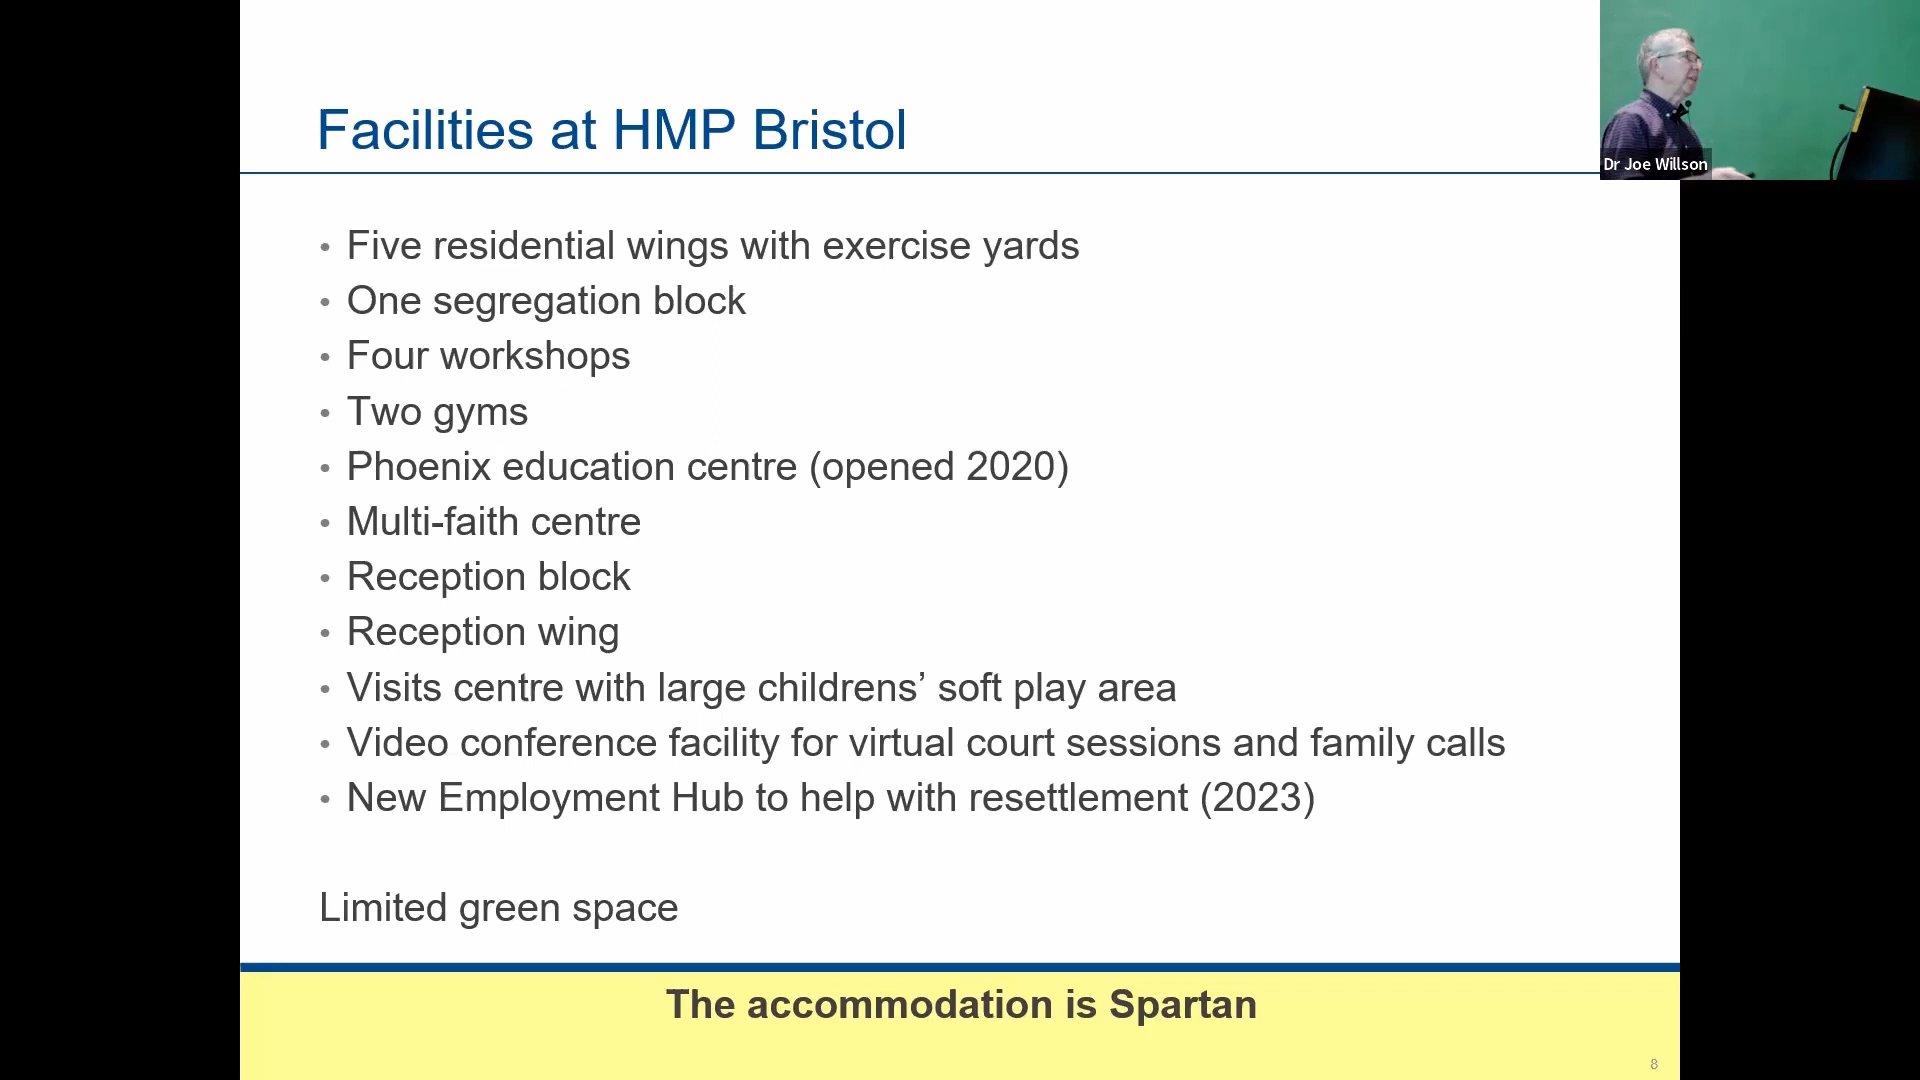 Facilities at HMP Bristol
Dr Joe Willson
• Five residential wings with exercise yards
• One segregation block
• Four workshops
• Two gyms
• Phoenix education centre (opened 2020)
• Multi-faith centre
• Reception block
• Reception wing
• Visits centre with large childrens’ soft play area
• Video conference facility for virtual court sessions and family calls
• New Employment Hub to help with resettlement (2023)
Limited green space
The accommodation is Spartan
8